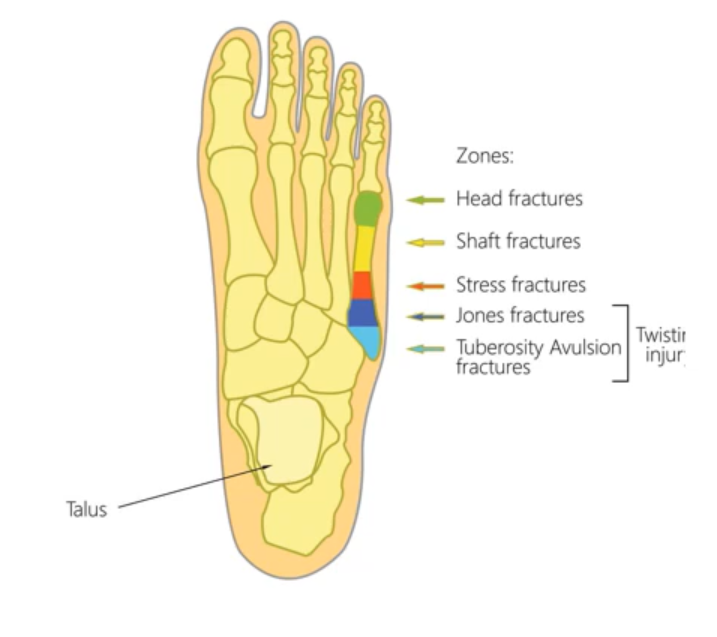 Zones:
Head fractures
Shaft fractures
Stress fractures
Jones fractures
Tuberosity Avulsion
fractures
Talus